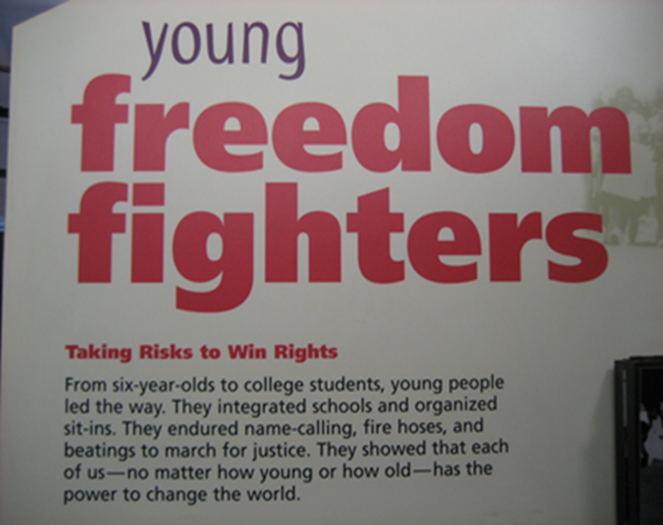 young
freedom
fighters
Taking Risks to Win Rights
From six-year-olds to college students, young people
led the way. They integrated schools and organized
sit-ins. They endured name-calling, fire hoses, and
beatings to march for justice. They showed that each
of us—no matter how young or how old—has the
power to change the world.